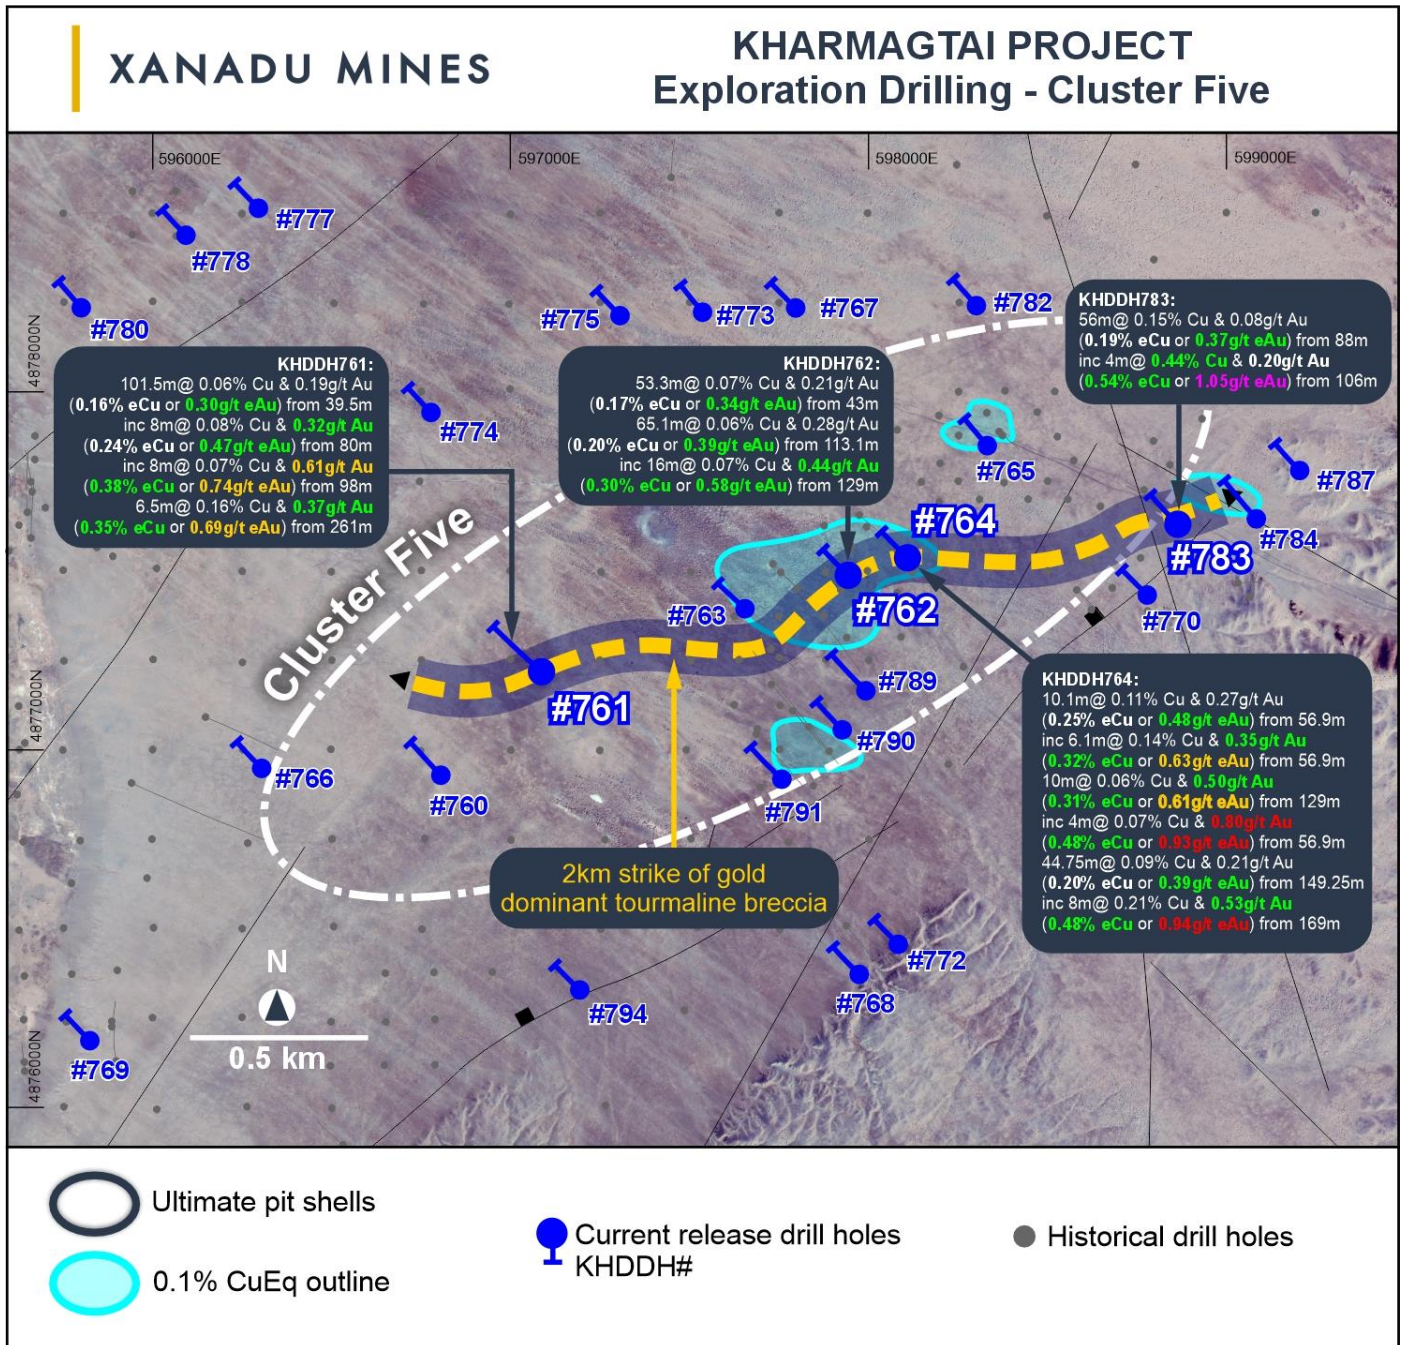 XANADU MINES
KHARMAGTAI PROJECT
Exploration Drilling - Cluster Five
596000E
597000E
598000E
599000E
4878000N
4877000N
4876000N
#777
#778
#780
#775
#773
#767
#782
KHDDH783:
56m@ 0.15% Cu & 0.08g/t Au
(0.19% eCu or 0.37g/t eAu) from 88m
inc 4m@ 0.44% Cu & 0.20g/t Au
(0.54% eCu or 1.05g/t eAu) from 106m
KHDDH761:
101.5m@ 0.06% Cu & 0.19g/t Au
(0.16% eCu or 0.30g/t eAu) from 39.5m
inc 8m@ 0.08% Cu & 0.32g/t Au
(0.24% eCu or 0.47g/t eAu) from 80m
inc 8m@ 0.07% Cu & 0.61g/t Au
(0.38% eCu or 0.74g/t eAu) from 98m
6.5m@ 0.16% Cu & 0.37g/t Au
(0.35% eCu or 0.69g/t eAu) from 261m
#774
KHDDH762:
53.3m@ 0.07% Cu & 0.21g/t Au
(0.17% eCu or 0.34g/t eAu) from 43m
65.1m@ 0.06% Cu & 0.28g/t Au
(0.20% eCu or 0.39g/t eAu) from 113.1m
inc 16m@ 0.07% Cu & 0.44g/t Au
(0.30% eCu or 0.58g/t eAu) from 129m
#765
#787
Cluster Five
#764
#784
#783
#763
#762
#770
#761
#789
#790
#766
#760
#791
KHDDH764:
10.1m@ 0.11% Cu & 0.27g/t Au
(0.25% eCu or 0.48g/t eAu) from 56.9m
inc 6.1m@ 0.14% Cu & 0.35g/t Au
(0.32% eCu or 0.63g/t eAu) from 56.9m
10m@ 0.06% Cu & 0.50g/t Au
(0.31% eCu or 0.61g/t eAu) from 129m
inc 4m@ 0.07% Cu & 0.80g/t Au
(0.48% eCu or 0.93g/t eAu) from 56.9m
44.75m@ 0.09% Cu & 0.21g/t Au
(0.20% eCu or 0.39g/t eAu) from 149.25m
inc 8m@ 0.21% Cu & 0.53g/t Au
(0.48% eCu or 0.94g/t eAu) from 169m
2km strike of gold
dominant tourmaline breccia
#772
#768
#794
#769
N
0.5 km
Ultimate pit shells
0.1% CuEq outline
Current release drill holes
KHDDH#
Historical drill holes